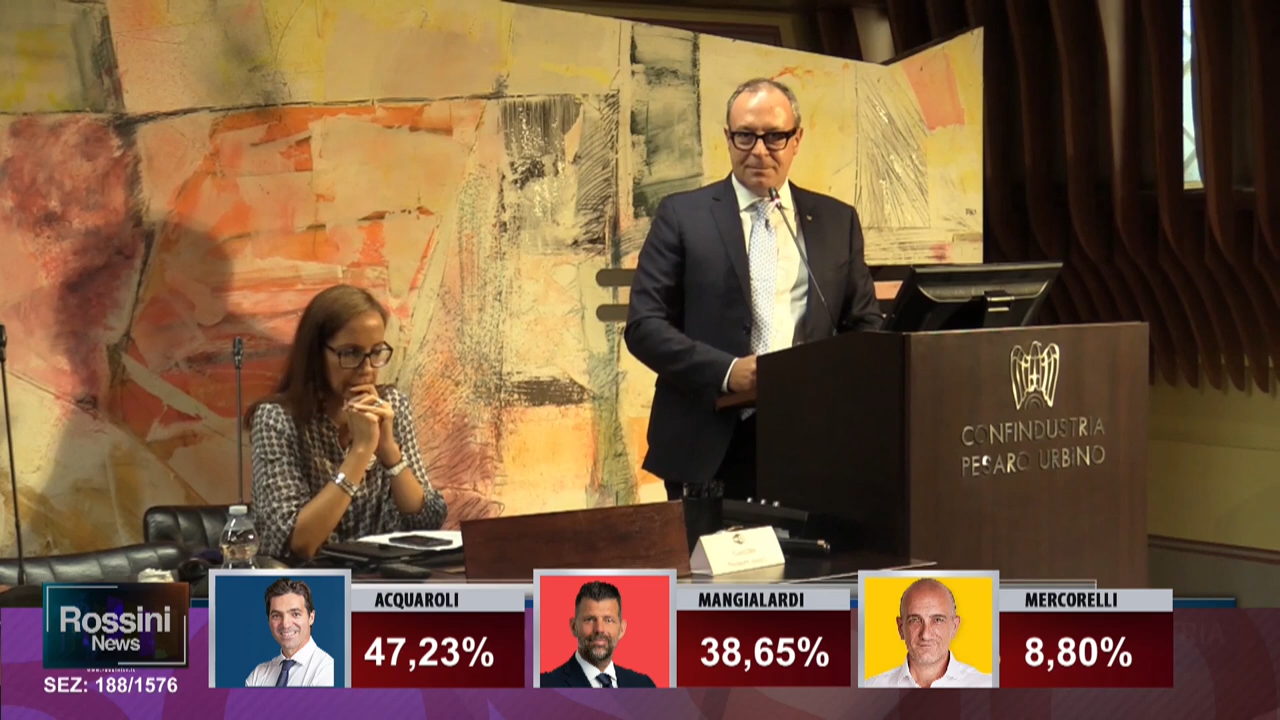 CONFINDUSTRIA
PESARO URBINO
Rossini
News
SEZ: 188/1576
ACQUAROLI
47,23%
MANGIALARDI
38,65%
MERCORELLI
8,80%